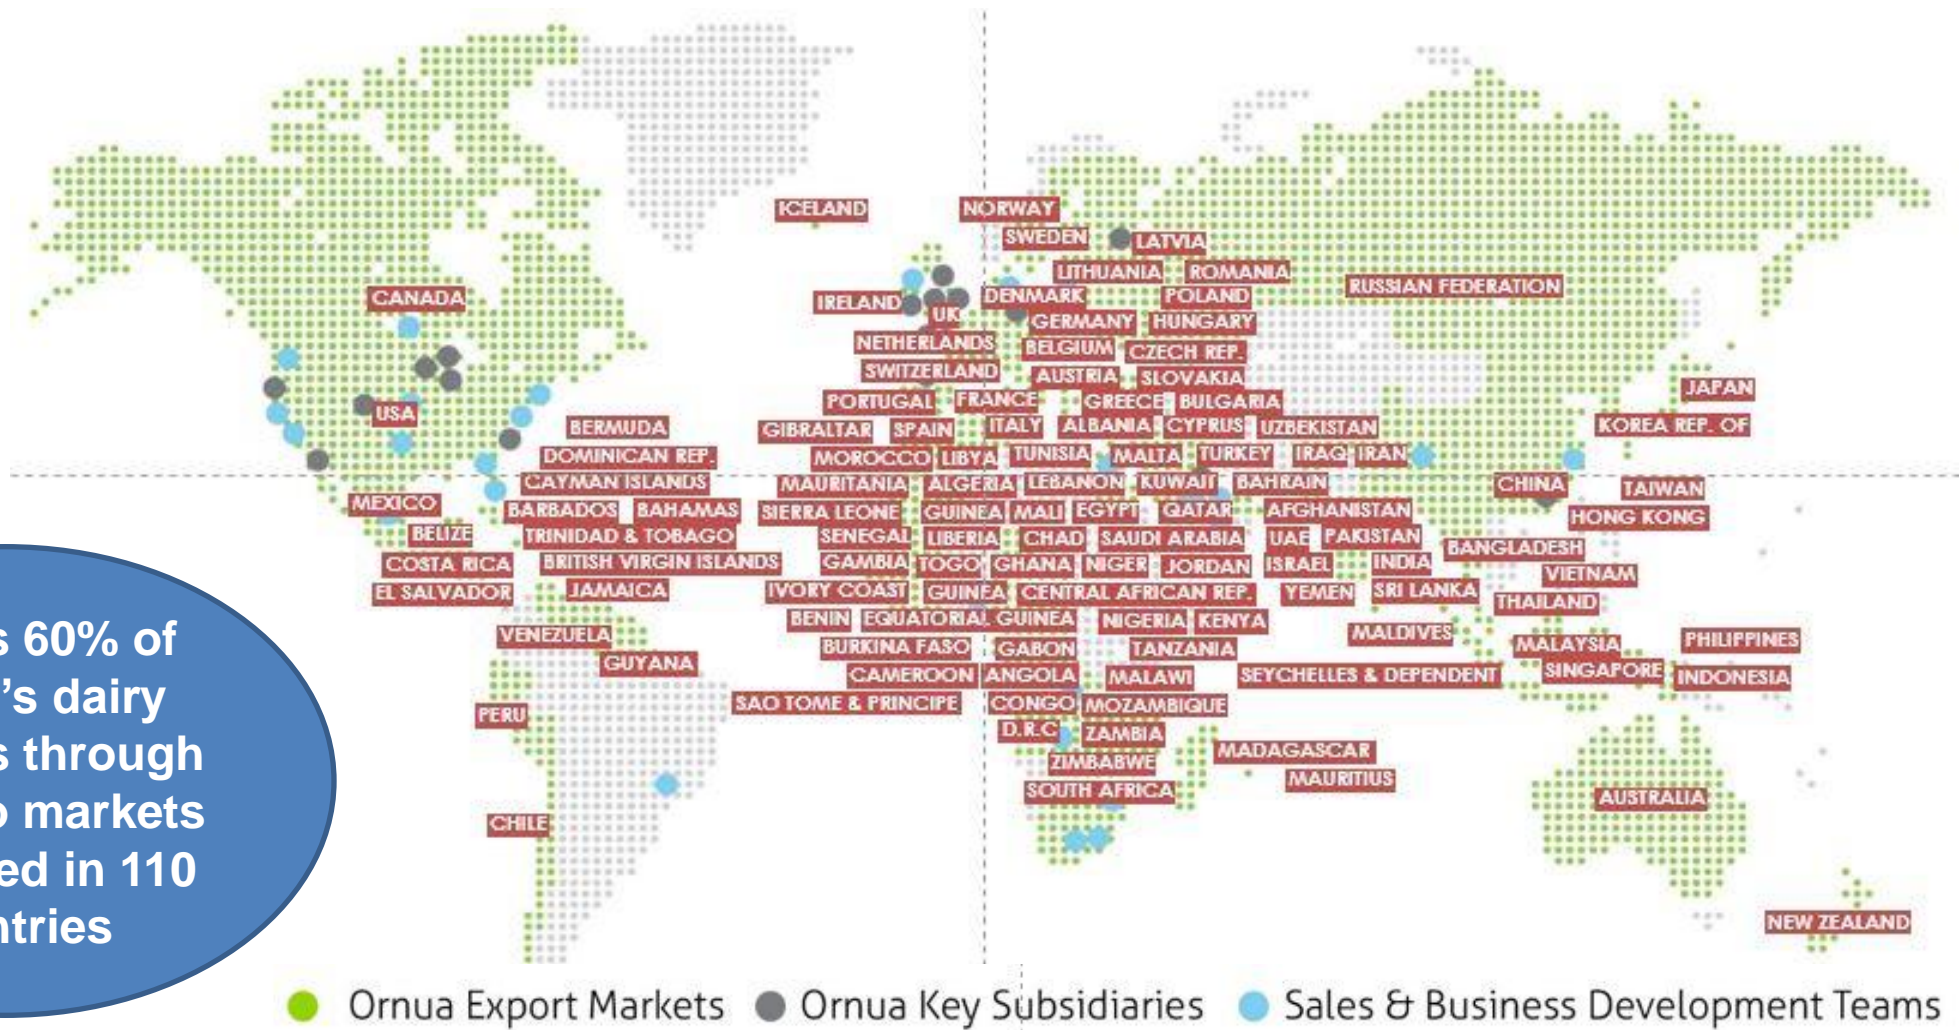 ICELAND
NORWAY
SWEDEN
LATVIA
LITHUANIA
ROMANIA
RUSSIAN FEDERATION
CANADA
IRELAND
DENMARK
POLAND
UK
GERMANY
HUNGARY
NETHERLANDS
BELGIUM
CZECH REP.
SWITZERLAND
AUSTRIA
SLOVAKIA
JAPAN
USA
PORTUGAL
FRANCE
GREECE
BULGARIA
BERMUDA
GIBRALTAR
SPAIN
ITALY
ALBANIA
CYPRUS
UZBEKISTAN
KOREA REP. OF
DOMINICAN REP.
MOROCCO
LIBYA
TUNISIA
MALTA
TURKEY
IRAQ
IRAN
CAYMAN ISLANDS
MAURITANIA
ALGERIA
LEBANON
KUWAIT
BAHRAIN
CHINA
TAIWAN
MEXICO
BARBADOS
BAHAMAS
SIERRA LEONE
GUINEA
MALI
EGYPT
QATAR
AFGHANISTAN
HONG KONG
BELIZE
TRINIDAD & TOBAGO
SENEGAL
LIBERIA
CHAD
SAUDI ARABIA
UAE
PAKISTAN
BANGLADESH
COSTA RICA
BRITISH VIRGIN ISLANDS
GAMBIA
TOGO
GHANA
NIGER
JORDAN
ISRAEL
INDIA
VIETNAM
EL SALVADOR
JAMAICA
IVORY COAST
GUINEA
CENTRAL AFRICAN REP.
YEMEN
SRI LANKA
THAILAND
VENEZUELA
BENIN
EQUATORIAL GUINEA
NIGERIA
KENYA
MALDIVES
MALAYSIA
PHILIPPINES
GUYANA
BURKINA FASO
GABON
TANZANIA
CAMEROON
ANGOLA
MALAWI
SEYCHELLES & DEPENDENT
SINGAPORE
INDONESIA
PERU
SAO TOME & PRINCIPE
CONGO
MOZAMBIQUE
D.R.C
ZAMBIA
MADAGASCAR
ZIMBABWE
MAURITIUS
SOUTH AFRICA
AUSTRALIA
CHILE
NEW ZEALAND
60% of
's dairy
through
markets
in 110
Ornua Export Markets
Ornua Key Subsidiaries
Sales & Business Development Teams